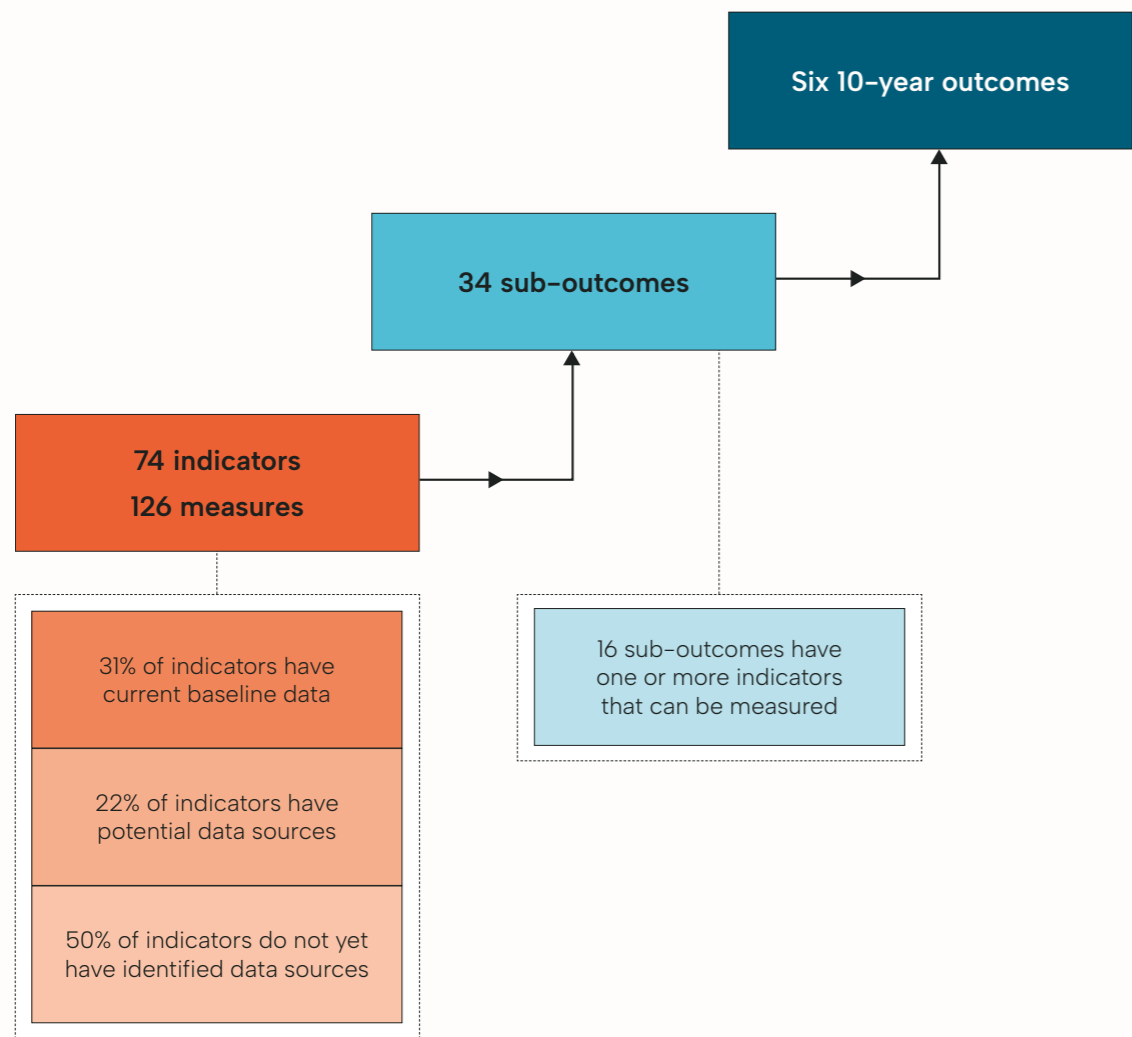 Six 10-year outcomes
34 sub-outcomes
74 indicators
126 measures
31% of indicators have
current baseline data
22% of indicators have
potential data sources
50% of indicators do not yet
have identified data sources
16 sub-outcomes have
one or more indicators
that can be measured